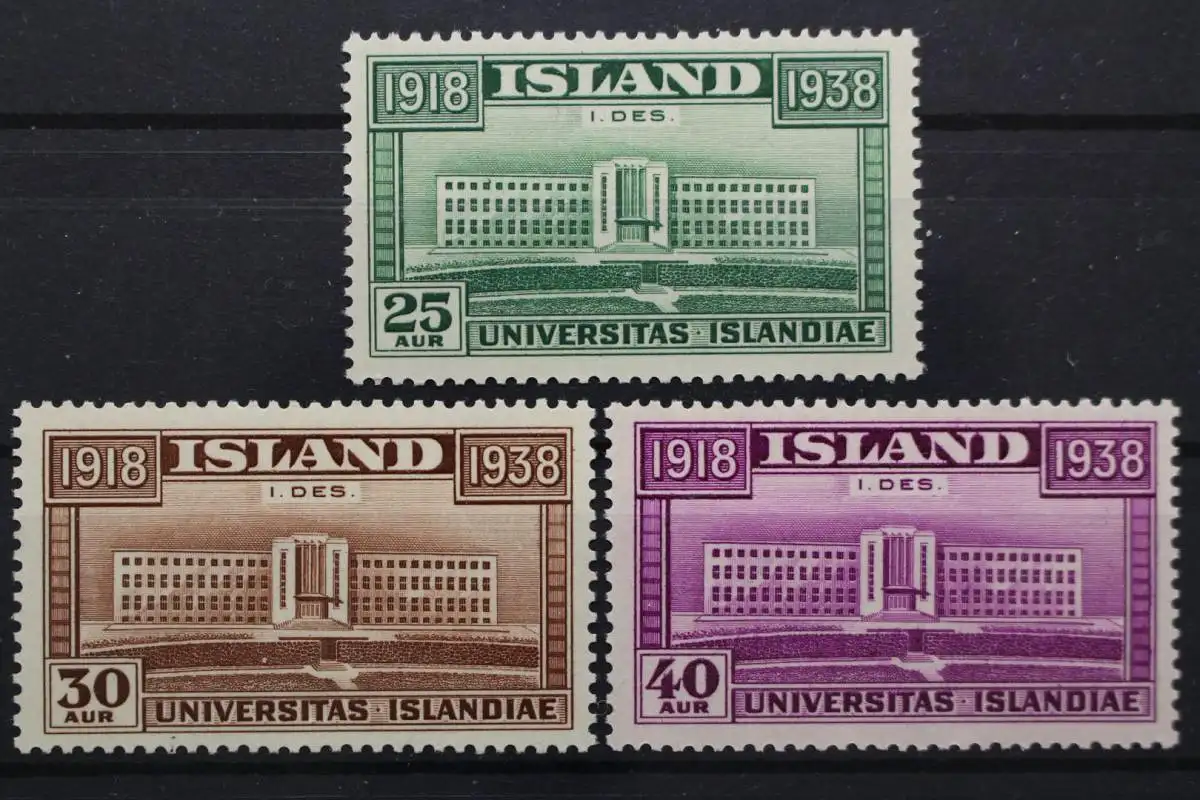 1918 ISLAND 1938
I. DES.
25
AUR
UNIVERSITAS · ISLANDIAE
1918 ISLAND 1938
I. DES.
30
AUR
UNIVERSITAS · ISLANDIAE
1918 ISLAND 1938
I. DES.
40
AUR
UNIVERSITAS · ISLANDIAE